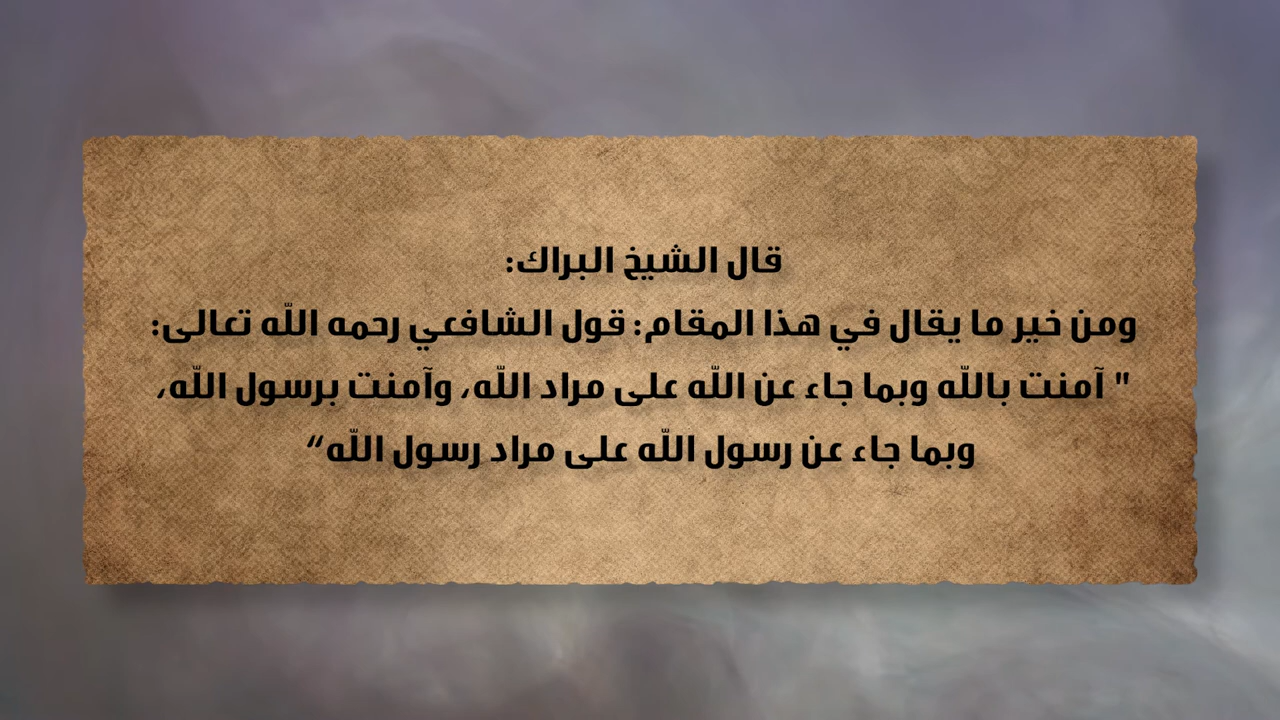 قال الشيخ البراك:
ومن خير ما يقال في هذا المقام: قول الشافعي رحمه الله تعالى:
" آمنت بالله وبما جاء عن الله على مراد الله، وآمنت برسول الله،
وبما جاء عن رسول الله على مراد رسول الله“